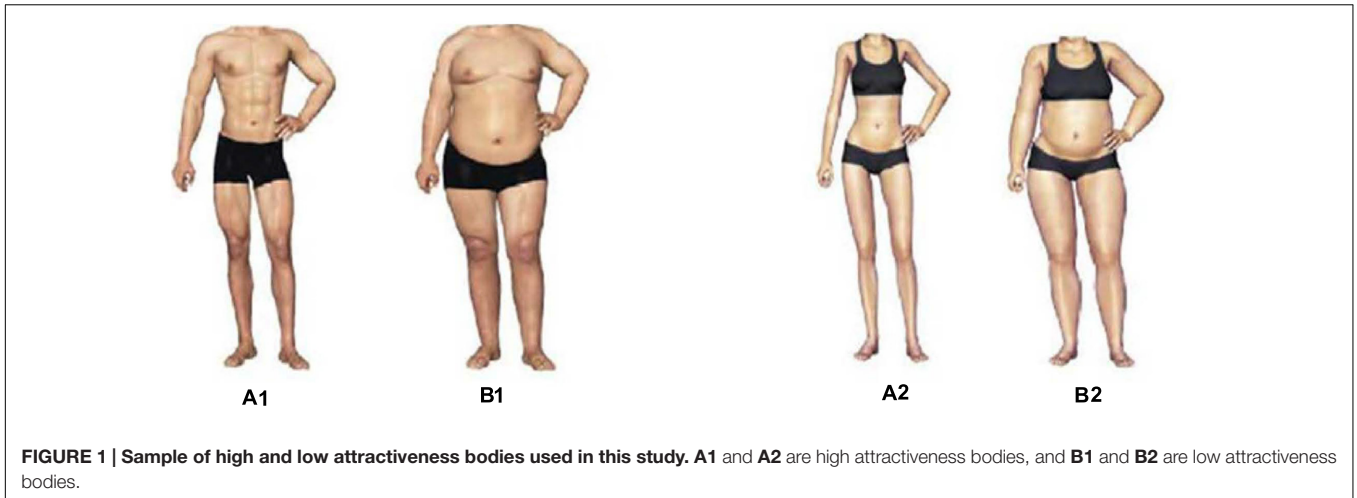 A1
B1
A2
B2
FIGURE 1 | Sample of high and low attractiveness bodies used in this study. A1 and A2 are high attractiveness bodies, and B1 and B2 are low attractiveness
bodies.